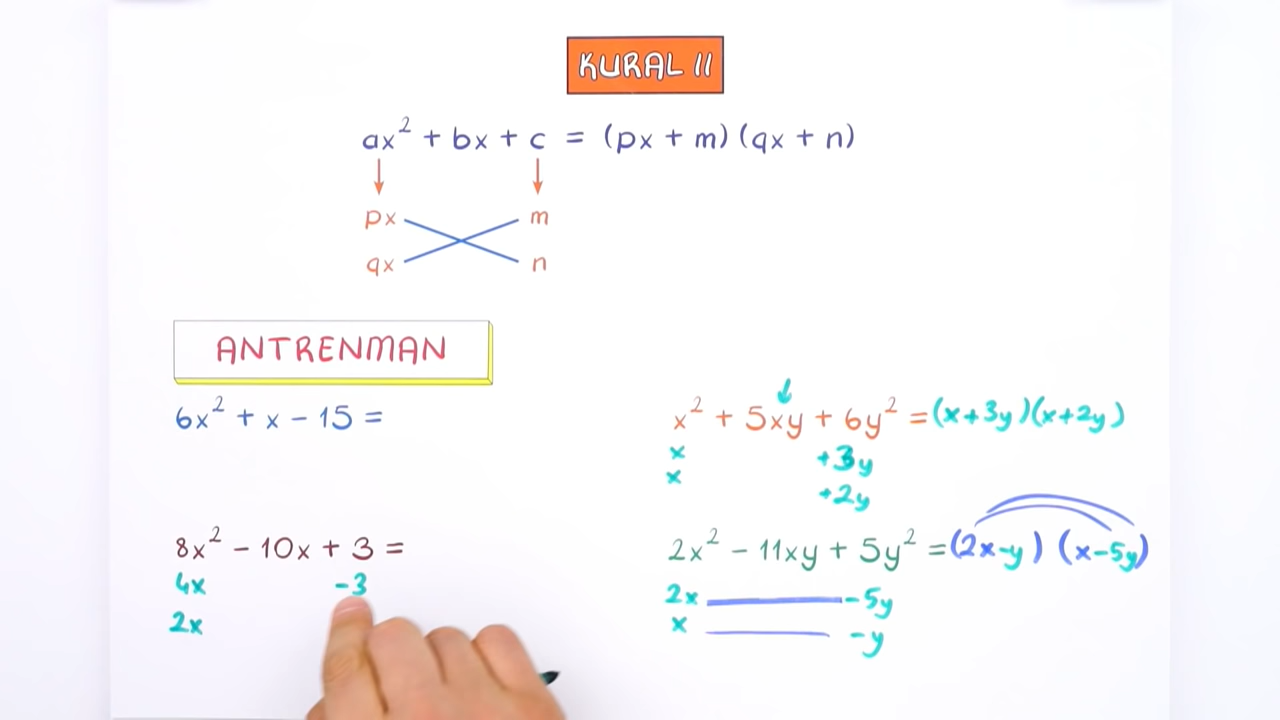 KURAL II
ax² + bx + c = (px + m) (qx + n)
px m
qx n
ANTRENMAN
6x² + x − 15 =
8x² − 10x + 3 =
4x −3
2x
x² + 5xy + 6y² = (x+3y)(x+2y)
x +3y
x +2y
2x² − 11xy + 5y² = (2x−y) (x−5y)
2x −5y
x −y